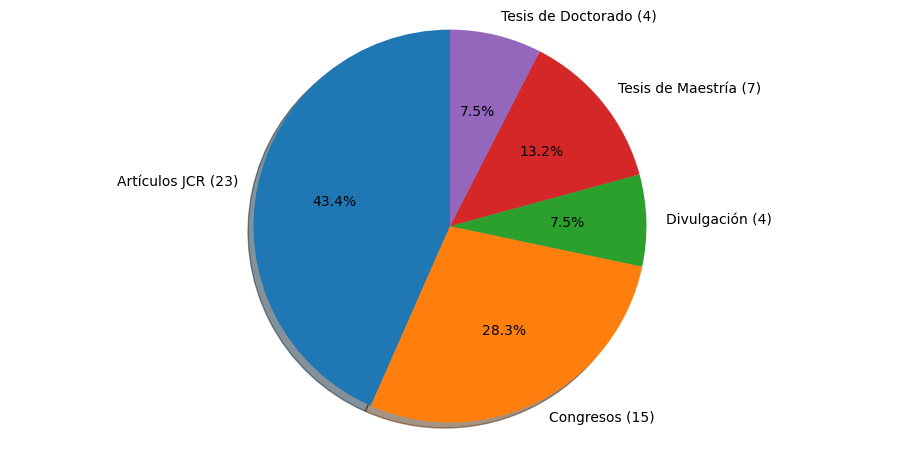 Tesis de Doctorado (4)
Tesis de Maestría (7)
7.5%
13.2%
Artículos JCR (23)
43.4%
7.5%
Divulgación (4)
28.3%
Congresos (15)